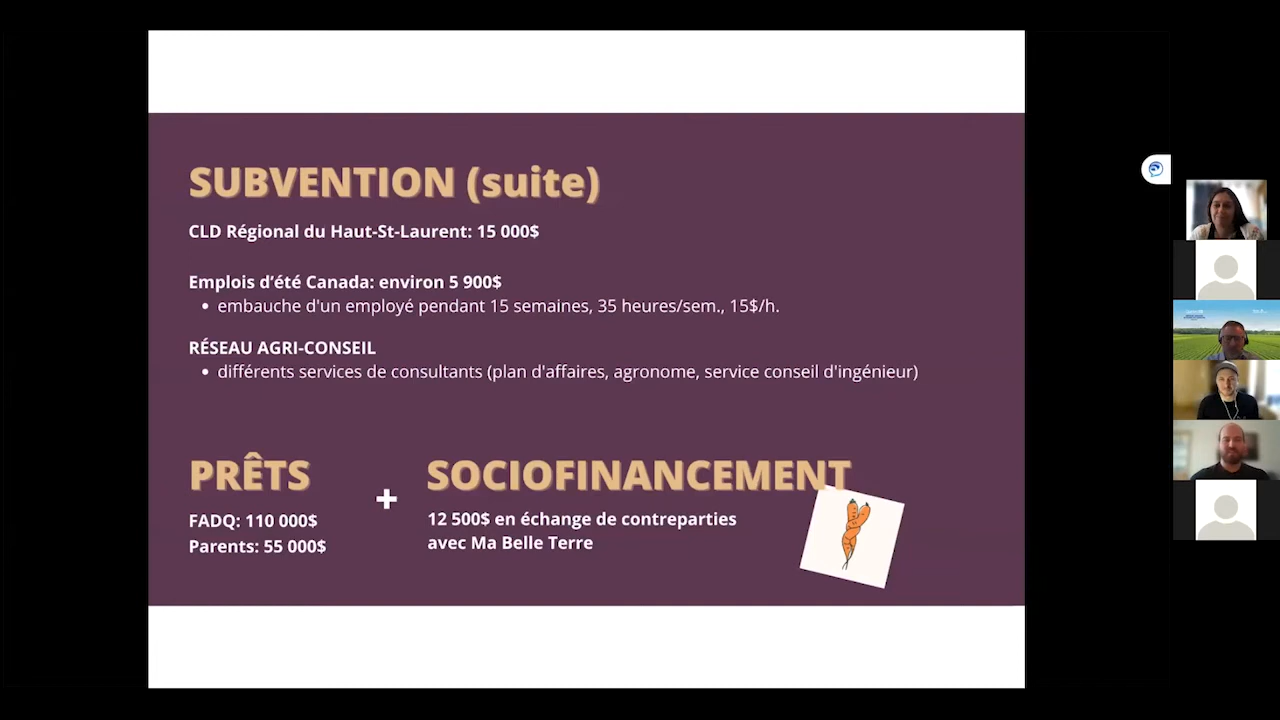 SUBVENTION (suite)
CLD Régional du Haut-St-Laurent: 15 000$
Emplois d'été Canada: environ 5 900$
• embauche d'un employé pendant 15 semaines, 35 heures/sem., 15$/h.
RÉSEAU AGRI-CONSEIL
• différents services de consultants (plan d'affaires, agronome, service conseil d'ingénieur)
PRÊTS
FADQ: 110 000$
Parents: 55 000$
+
SOCIOFINANCEMENT
12 500$ en échange de contreparties
avec Ma Belle Terre